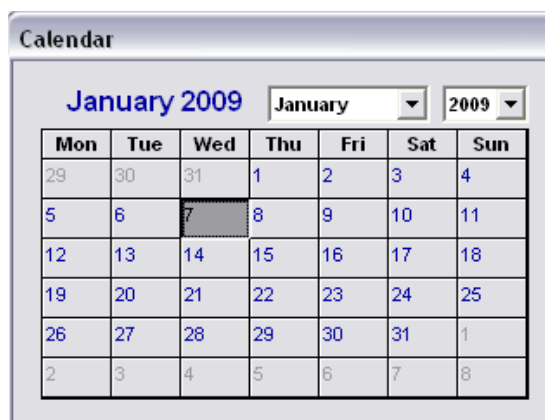 Calendar
January 2009 January 2009
Mon Tue Wed Thu Fri Sat Sun
29 30 31 1 2 3 4
5 6 7 8 9 10 11
12 13 14 15 16 17 18
19 20 21 22 23 24 25
26 27 28 29 30 31 1
2 3 4 5 6 7 8